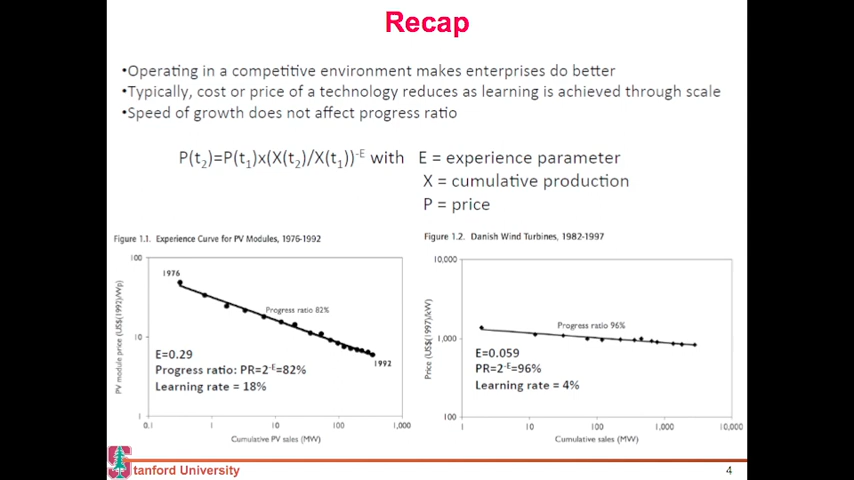 Recap
•Operating in a competitive environment makes enterprises do better
•Typically, cost or price of a technology reduces as learning is achieved through scale
•Speed of growth does not affect progress ratio
P(t₂)=P(t₁)x(X(t₂)/X(t₁))⁻ᴱ with E = experience parameter
X = cumulative production
P = price
Figure 1.1. Experience Curve for PV Modules, 1976-1992
100
1976
Progress ratio 82%
10
E=0.29
Progress ratio: PR=2⁻ᴱ=82%
Learning rate = 18%
1992
1
0.1 1 10 100 1,000
PV module price (US$(1992)/Wp)
Cumulative PV sales (MW)
Figure 1.2. Danish Wind Turbines, 1982-1997
10,000
Progress ratio 96%
1,000
E=0.059
PR=2⁻ᴱ=96%
Learning rate = 4%
100
1 10 100 1,000 10,000
Price (US$(1997)/kW)
Cumulative sales (MW)
Stanford University
4